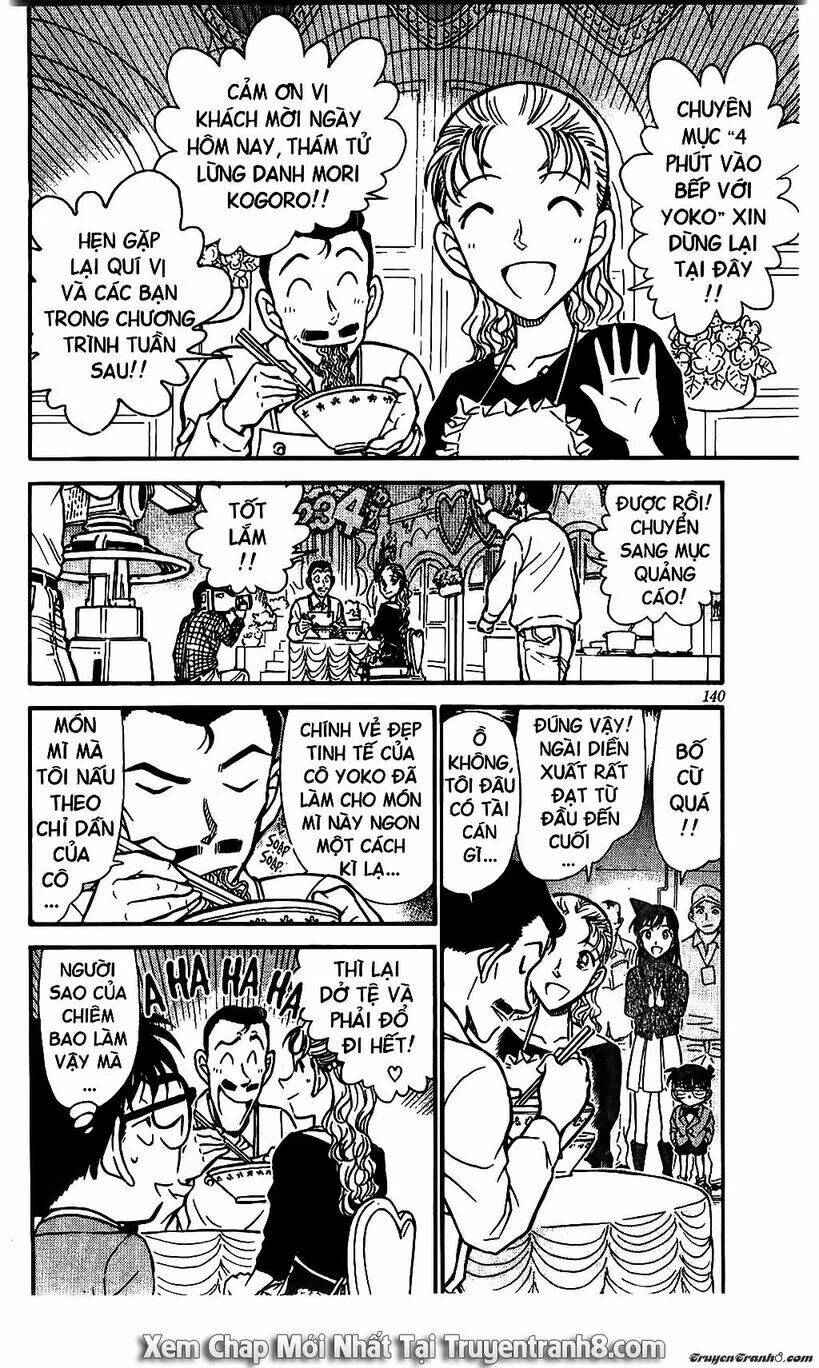 CHUYÊN
MỤC "4
PHÚT VÀO
BẾP VỚI
YOKO" XIN
DỪNG LẠI
TẠI ĐÂY
!!
CẢM ƠN VỊ
KHÁCH MỜI NGÀY
HÔM NAY, THÁM TỬ
LỪNG DANH MORI
KOGORO!!
HẸN GẶP
LẠI QUÍ VỊ
VÀ CÁC BẠN
TRONG CHƯƠNG
TRÌNH TUẦN
SAU!!
ĐƯỢC RỒI!
CHUYỂN
SANG MỤC
QUẢNG
CÁO!
TỐT
LẮM
!!
234
140
BỐ
CỪ
QUÁ
!!
ĐÚNG VẬY!
NGÀI DIỄN
XUẤT RẤT
ĐẠT TỪ
ĐẦU ĐẾN
CUỐI
...
Ồ
KHÔNG,
TÔI ĐÂU
CÓ TÀI
CÁN
GÌ...
CHÍNH VẺ ĐẸP
TINH TẾ CỦA
CÔ YOKO ĐÃ
LÀM CHO MÓN
MÌ NÀY NGON
MỘT CÁCH
KÌ LẠ...
MÓN
MÌ MÀ
TÔI NẤU
THEO
CHỈ DẪN
CỦA
CÔ
...
SOẠP
SOẠP
THÌ LẠI
DỞ TỆ VÀ
PHẢI ĐỔ
ĐI HẾT!
♡
A HA HA HA
NGƯỜI
SAO CỦA
CHIÊM
BAO LÀM
VẬY MÀ
...
Xem Chap Mới Nhất Tại Truyentranh8.com
TruyenTranh8.com